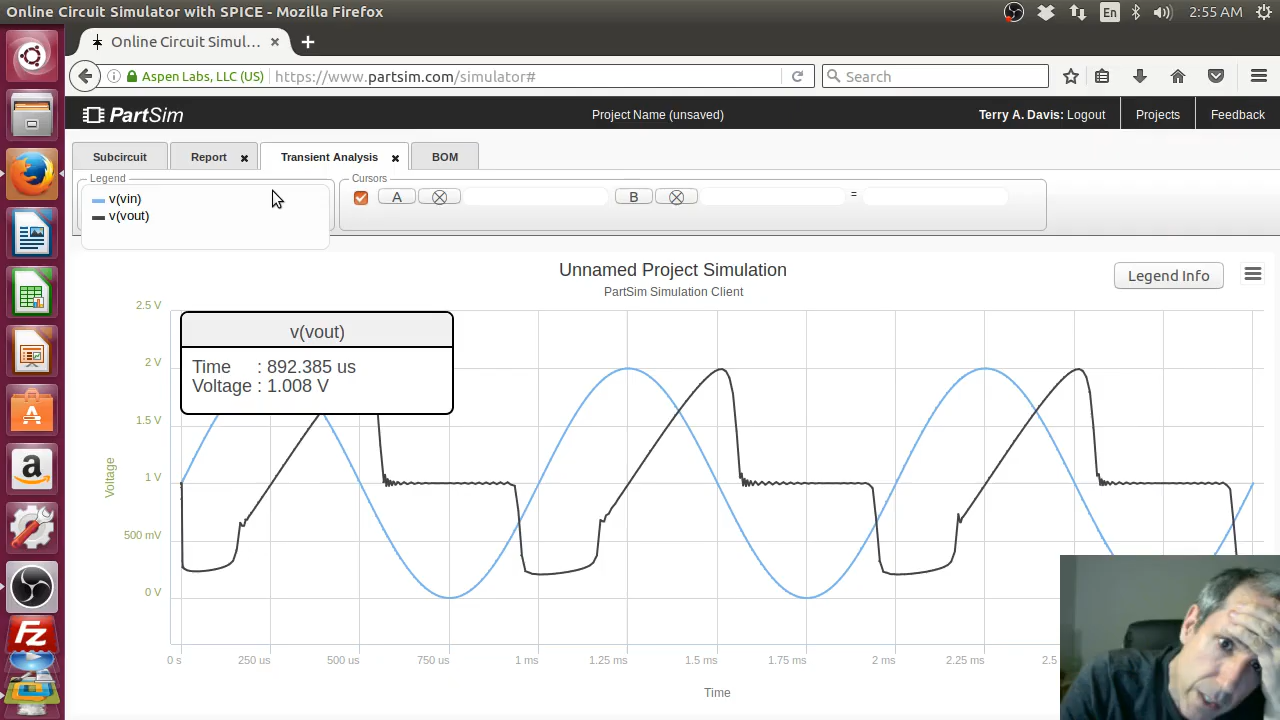 Online Circuit Simulator with SPICE - Mozilla Firefox
En
2:55 AM
Online Circuit Simul...
Aspen Labs, LLC (US)
https://www.partsim.com/simulator#
Search
PartSim
Project Name (unsaved)
Terry A. Davis: Logout
Projects
Feedback
Subcircuit
Report
Transient Analysis
BOM
Legend
v(vin)
v(vout)
Cursors
A
B
=
Unnamed Project Simulation
PartSim Simulation Client
Legend Info
2.5 V
2 V
1.5 V
1 V
500 mV
0 V
Voltage
v(vout)
Time : 892.385 us
Voltage : 1.008 V
0 s
250 us
500 us
750 us
1 ms
1.25 ms
1.5 ms
1.75 ms
2 ms
2.25 ms
2.5
Time
a
A
Fz